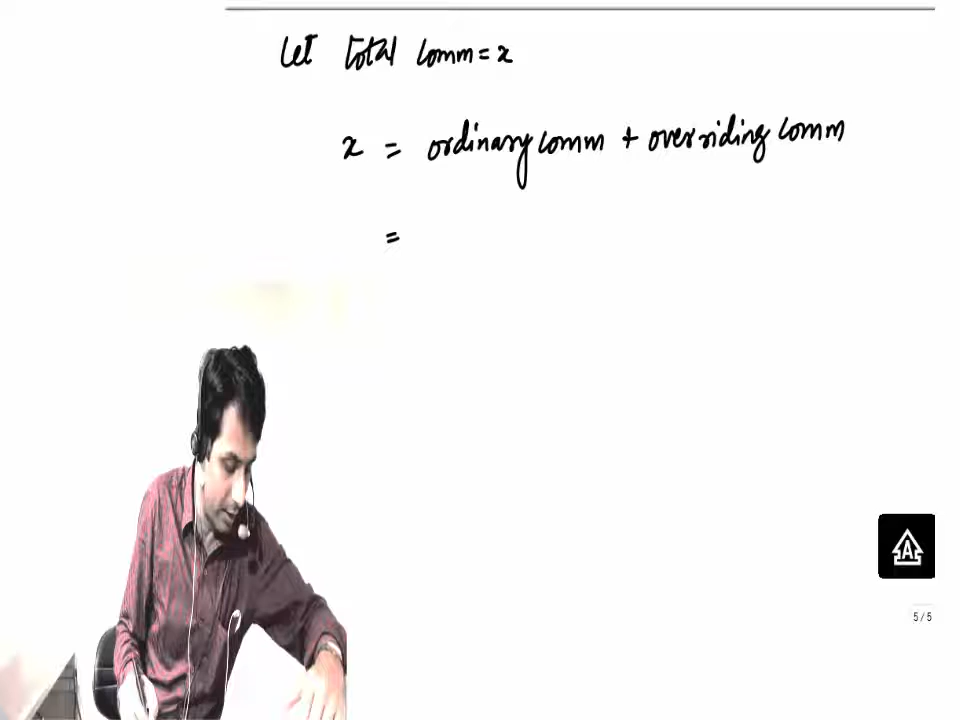 Let total comm = x
x = ordinary comm + overriding comm
=
A
5/5